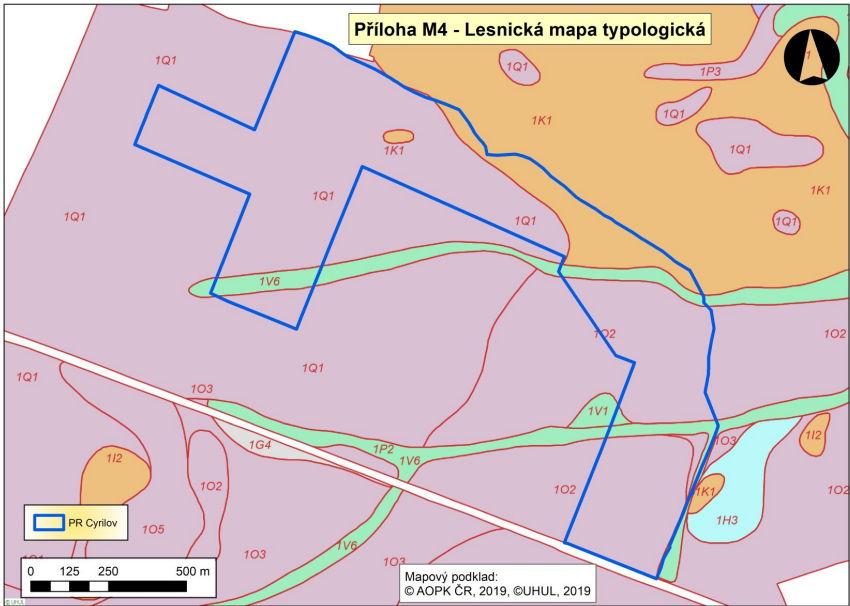 Příloha M4 - Lesnická mapa typologická
1Q1
1Q1
1P3
1
1Q1
1K1
1K1
1Q1
1K1
1Q1
1Q1
1Q1
1Q1
1V6
1O2
1O2
1Q1
1Q1
1O3
1V1
1G4
1P2
1V6
1O3
1I2
1I2
1O2
1O2
1K1
1O2
1H3
PR Cyrilov
1O5
1V6
1O3
1O3
0 125 250 500 m
Mapový podklad:
© AOPK ČR, 2019, ©UHUL, 2019
© UHUL